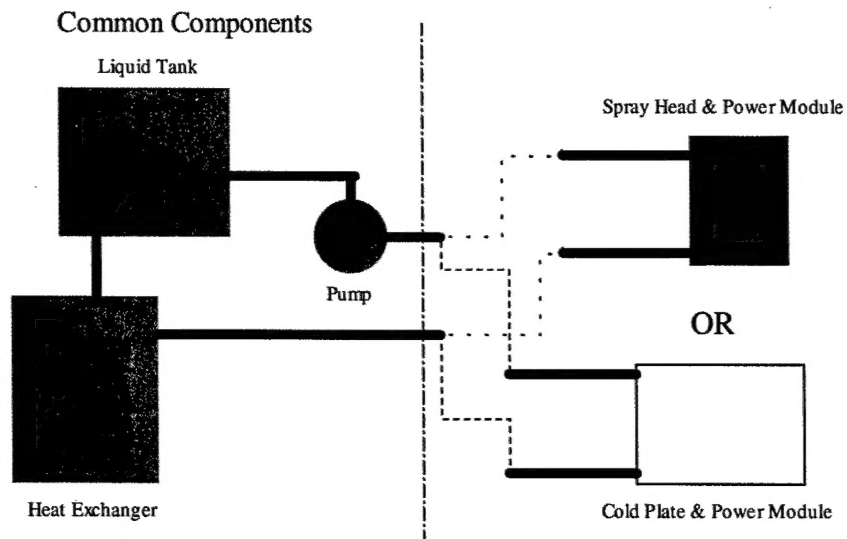 Common Components
Liquid Tank
Spray Head & Power Module
Pump
OR
Heat Exchanger
Cold Plate & Power Module